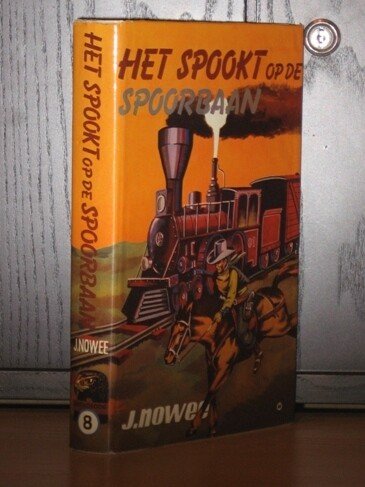 HET SPOOKT OP DE
SPOORBAAN
J.nowee
HET SPOOKT OP DE SPOORBAAN
J.NOWEE
8